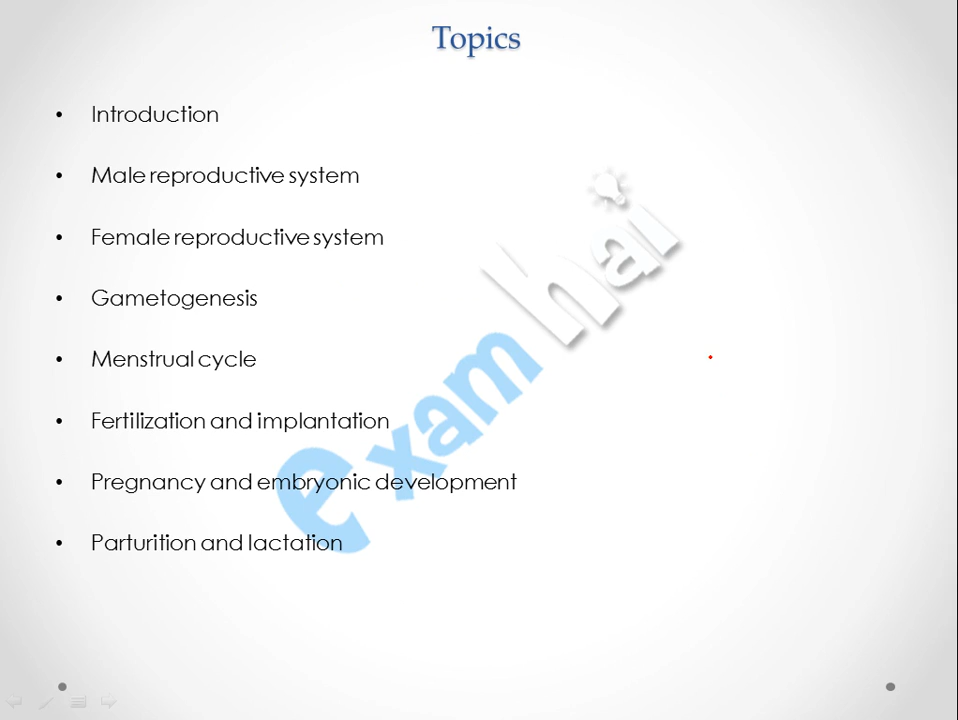 Topics
• Introduction
• Male reproductive system
• Female reproductive system
• Gametogenesis
• Menstrual cycle
• Fertilization and implantation
• Pregnancy and embryonic development
• Parturition and lactation
exam hai